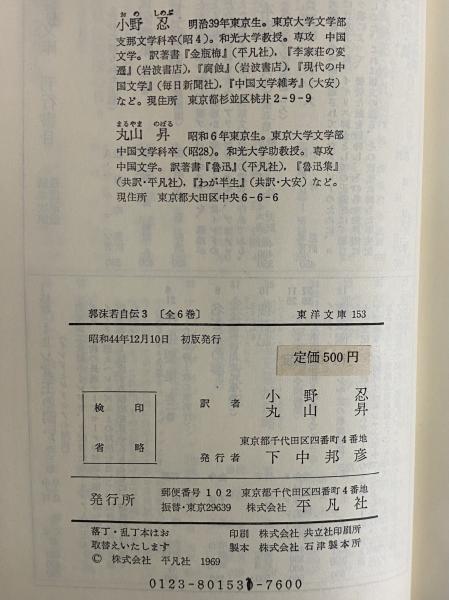 おの しのぶ
小野 忍 明治39年東京生。東京大学文学部
支那文学科卒(昭4)。和光大学教授。専攻 中国
文学。訳著書『金瓶梅』(平凡社),『李家荘の変
遷』(岩波書店),『腐蝕』(岩波書店),『現代の中
国文学』(毎日新聞社),『中国文学雑考』(大安)
など。現住所 東京都杉並区桃井2-9-9
まるやま のぼる
丸山 昇 昭和6年東京生。東京大学文学部
中国文学科卒(昭28)。和光大学助教授。専攻
中国文学。訳著書『魯迅』(平凡社),『魯迅集』
(共訳・平凡社),『わが半生』(共訳・大安)など。
現住所 東京都大田区中央6-6-6
郭沫若自伝3 〔全6巻〕 東洋文庫 153
昭和44年12月10日 初版発行
定価500円
検印
省略
訳者 小野忍
丸山昇
東京都千代田区四番町4番地
発行者 下中邦彦
発行所 郵便番号102 東京都千代田区四番町4番地
振替・東京29639 株式会社 平凡社
落丁・乱丁本はお 印刷 株式会社 共立社印刷所
取替えいたします 製本 株式会社 石津製本所
© 株式会社 平凡社 1969
0123-801530-7600